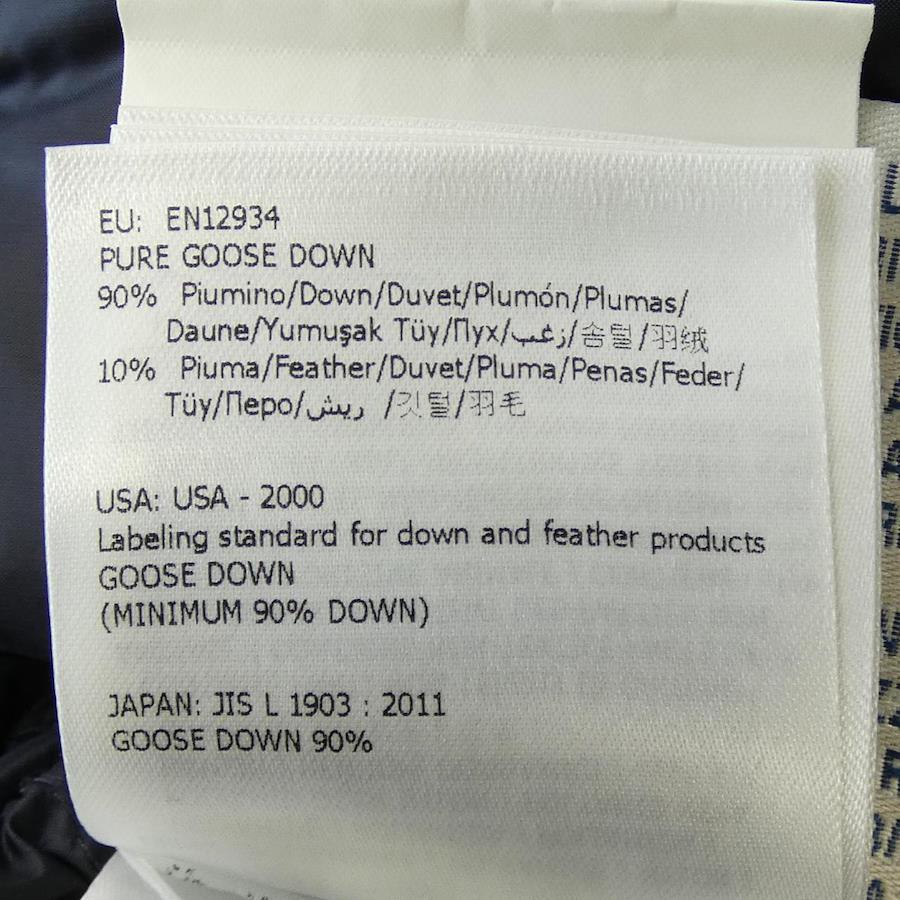 EU: EN12934
PURE GOOSE DOWN
90% Piumino/Down/Duvet/Plumón/Plumas/
Daune/Yumuşak Tüy/Пух/زغب/솜털/羽绒
10% Piuma/Feather/Duvet/Pluma/Penas/Feder/
Tüy/Перо/ريش /깃털/羽毛
USA: USA - 2000
Labeling standard for down and feather products
GOOSE DOWN
(MINIMUM 90% DOWN)
JAPAN: JIS L 1903 : 2011
GOOSE DOWN 90%